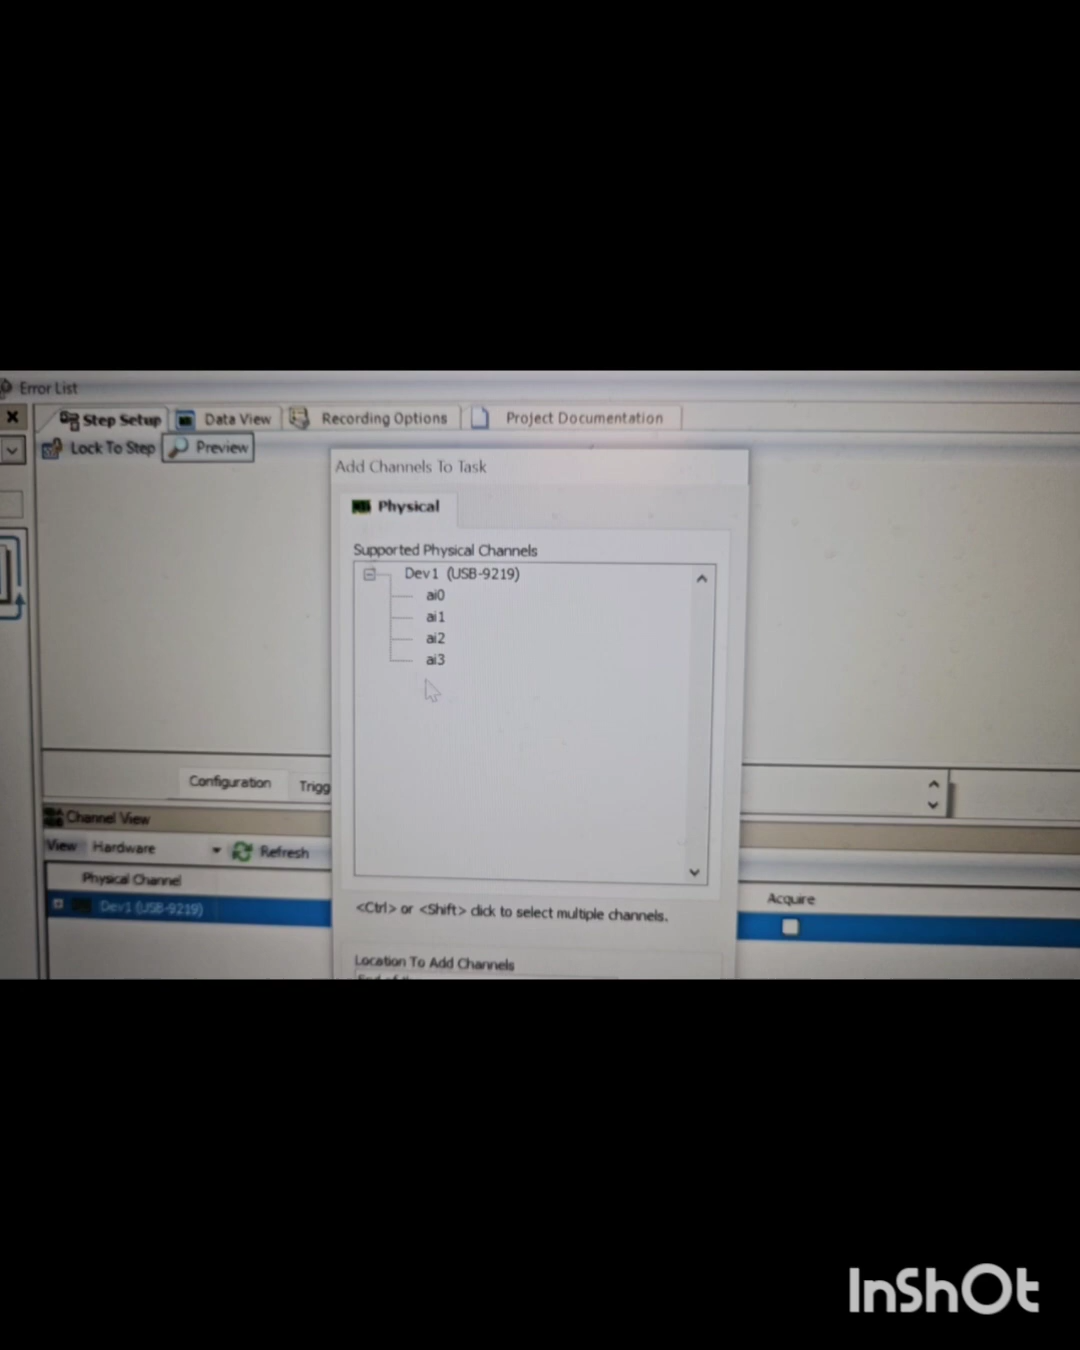 Error List
Step Setup
Data View
Recording Options
Project Documentation
Lock To Step
Preview
Add Channels To Task
Physical
Supported Physical Channels
Dev1 (USB-9219)
ai0
ai1
ai2
ai3
Configuration
Trigg
Channel View
View Hardware
Refresh
Physical Channel
Acquire
Dev1 (USB-9219)
<Ctrl> or <Shift> click to select multiple channels.
Location To Add Channels
InShOt